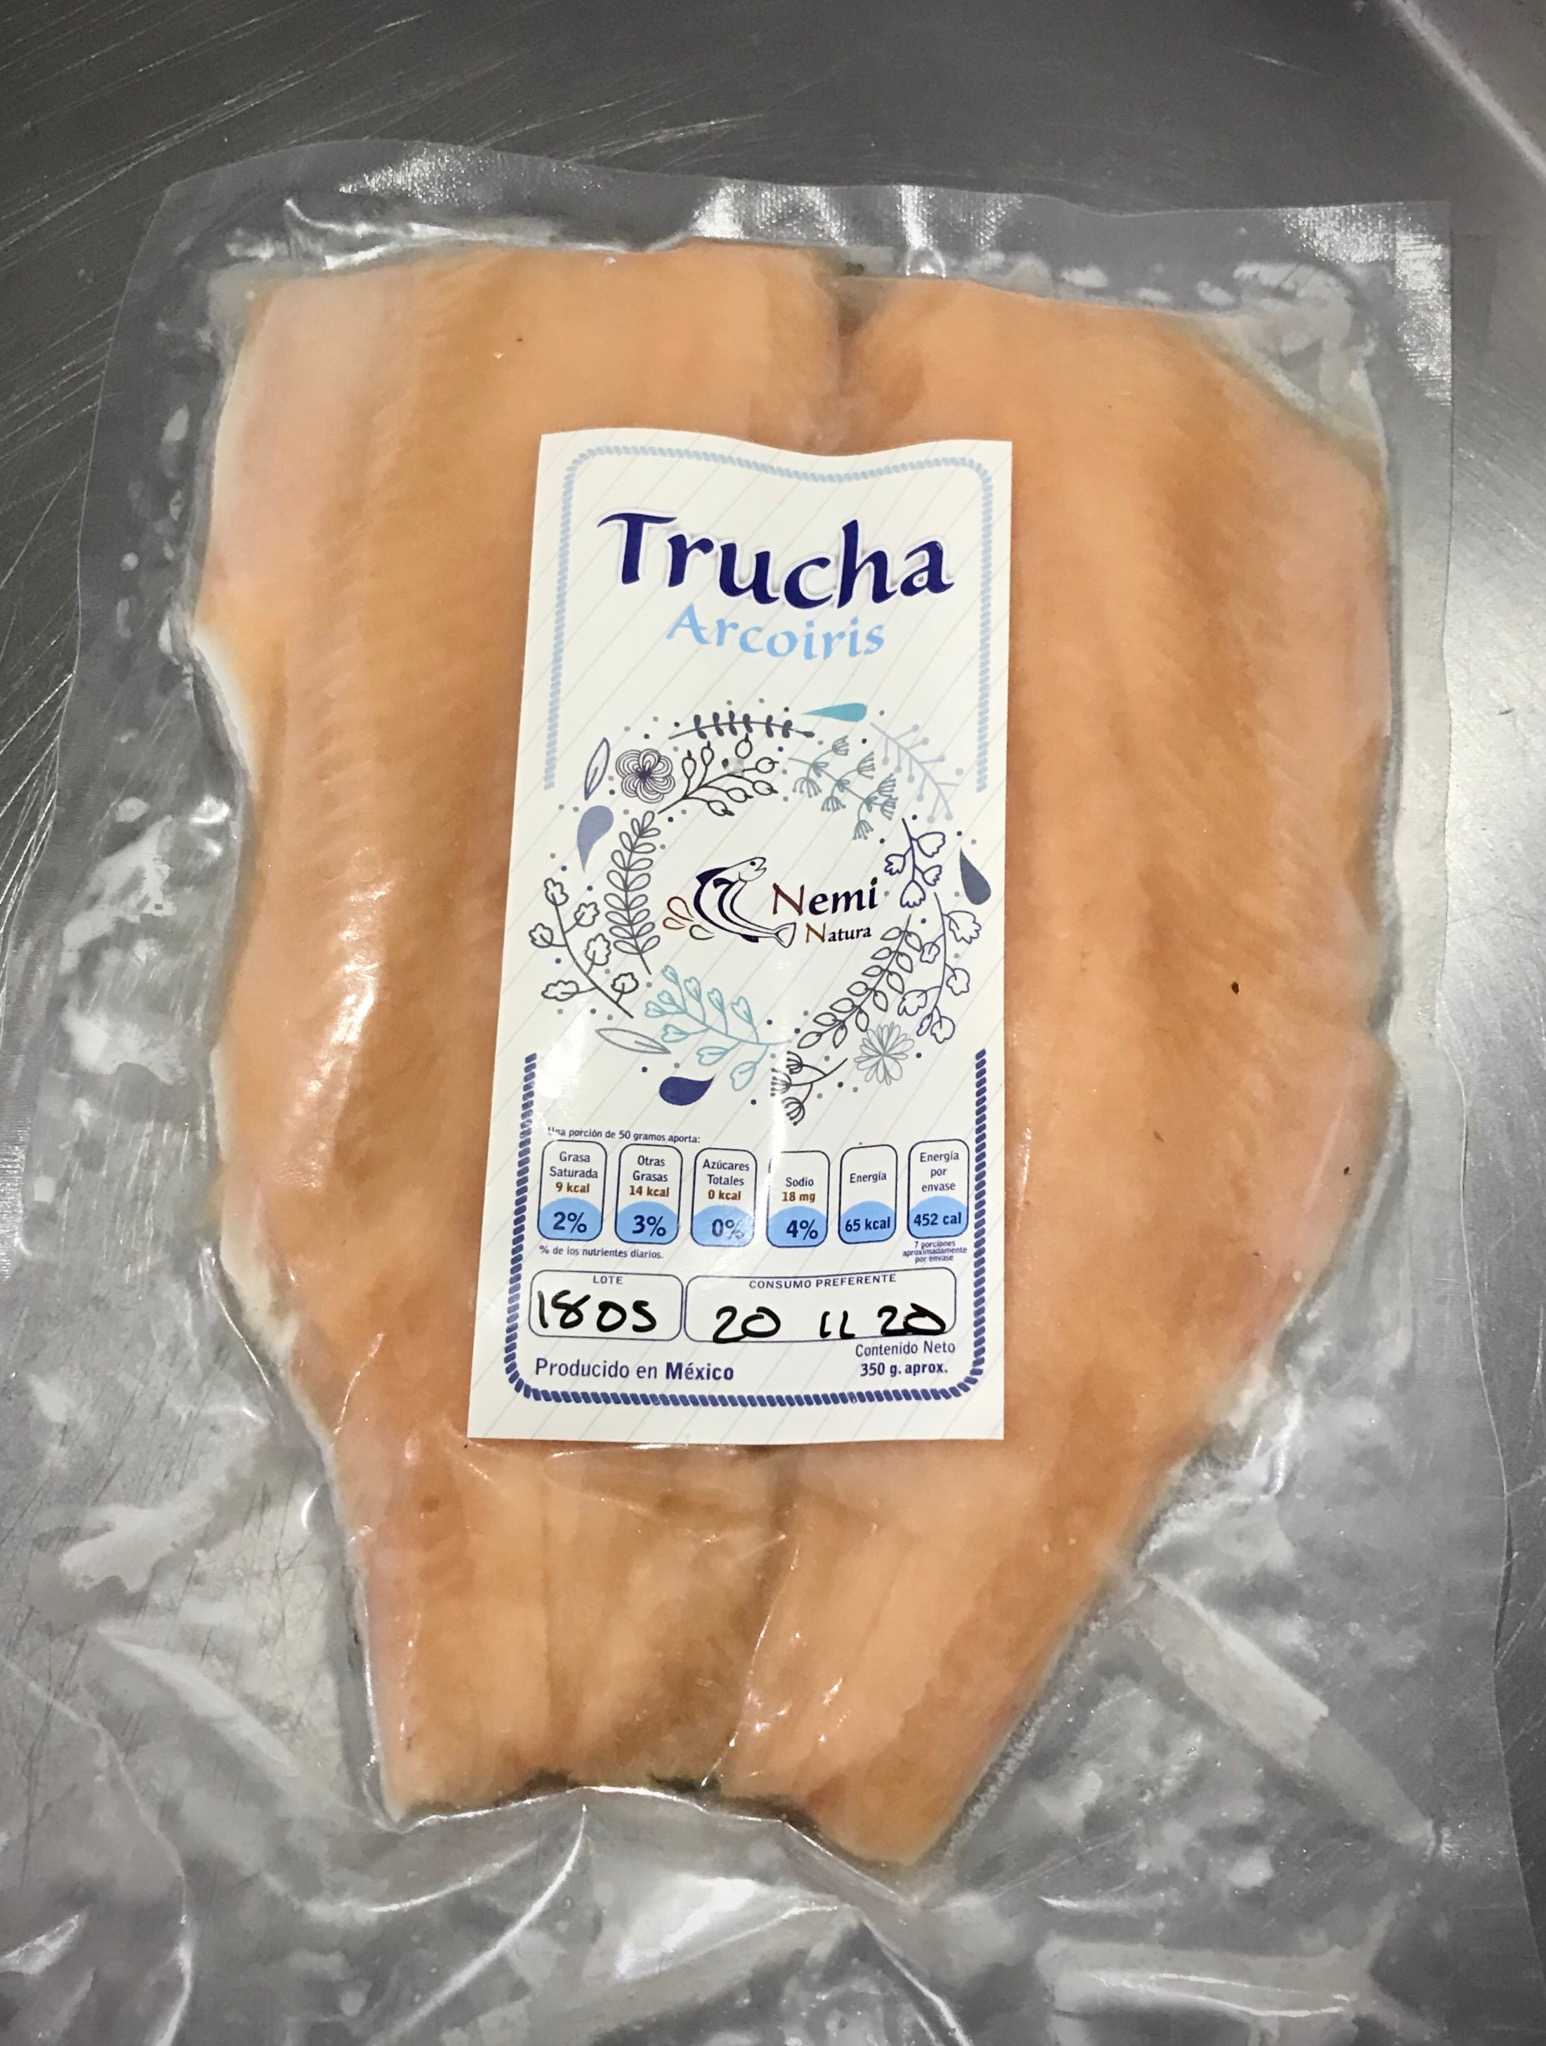 Trucha
Arcoiris
Nemi
Natura
Una porción de 50 gramos aporta:
Grasa Saturada 9 kcal 2%
Otras Grasas 14 kcal 3%
Azúcares Totales 0 kcal 0%
Sodio 18 mg 4%
Energía 65 kcal
Energía por envase 452 cal
7 porciones
aproximadamente
por envase
% de los nutrientes diarios.
LOTE
1805
CONSUMO PREFERENTE
20 11 20
Contenido Neto
350 g. aprox.
Producido en México